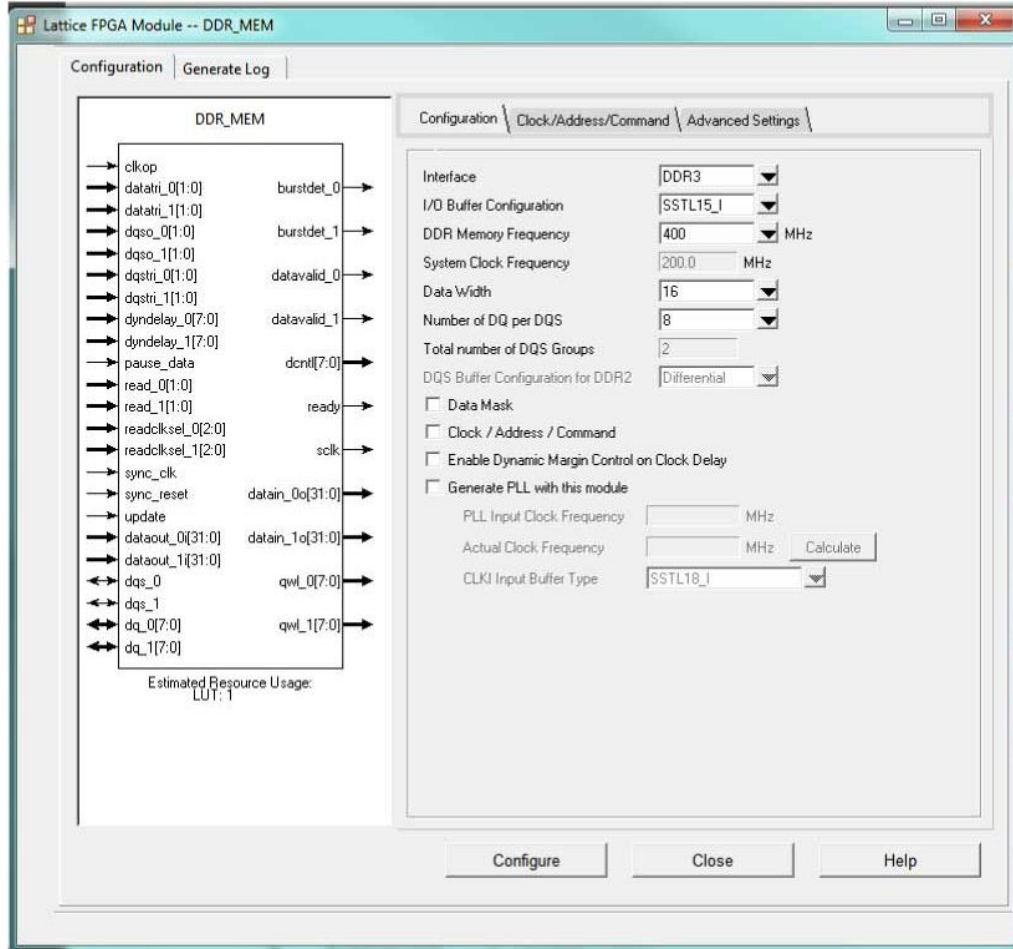 Lattice FPGA Module -- DDR_MEM
Configuration Generate Log
DDR_MEM
clkop
datatri_0[1:0] burstdet_0
datatri_1[1:0]
dqso_0[1:0] burstdet_1
dqso_1[1:0]
dqstri_0[1:0] datavalid_0
dqstri_1[1:0]
dyndelay_0[7:0] datavalid_1
dyndelay_1[7:0]
pause_data dcntl[7:0]
read_0[1:0]
read_1[1:0] ready
readclksel_0[2:0]
readclksel_1[2:0] sclk
sync_clk
sync_reset datain_0o[31:0]
update
dataout_0i[31:0] datain_1o[31:0]
dataout_1i[31:0]
dqs_0 qwl_0[7:0]
dqs_1
dq_0[7:0] qwl_1[7:0]
dq_1[7:0]
Estimated Resource Usage:
LUT: 1
Configuration Clock/Address/Command Advanced Settings
Interface DDR3
I/O Buffer Configuration SSTL15_I
DDR Memory Frequency 400 MHz
System Clock Frequency 200.0 MHz
Data Width 16
Number of DQ per DQS 8
Total number of DQS Groups 2
DQS Buffer Configuration for DDR2 Differential
Data Mask
Clock / Address / Command
Enable Dynamic Margin Control on Clock Delay
Generate PLL with this module
PLL Input Clock Frequency MHz
Actual Clock Frequency MHz Calculate
CLKI Input Buffer Type SSTL18_I
Configure Close Help